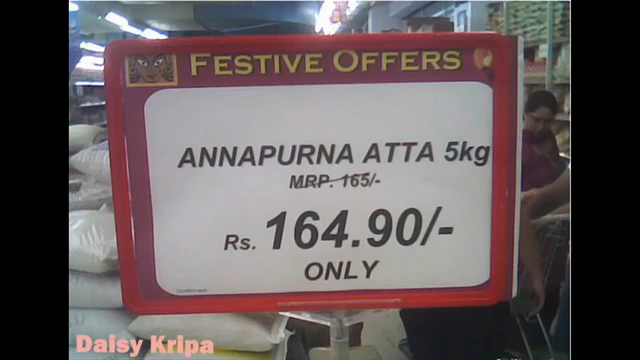 FESTIVE OFFERS
ANNAPURNA ATTA 5kg
MRP. 165/-
Rs. 164.90/-
ONLY
Daisy Kripa